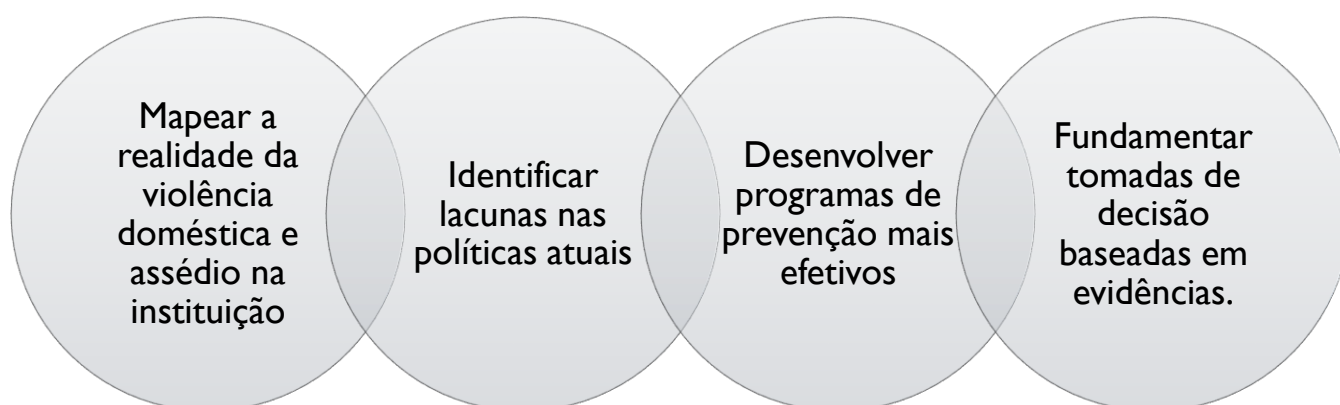 Mapear a
realidade da
violência
doméstica e
assédio na
instituição
Identificar
lacunas nas
políticas atuais
Desenvolver
programas de
prevenção mais
efetivos
Fundamentar
tomadas de
decisão
baseadas em
evidências.